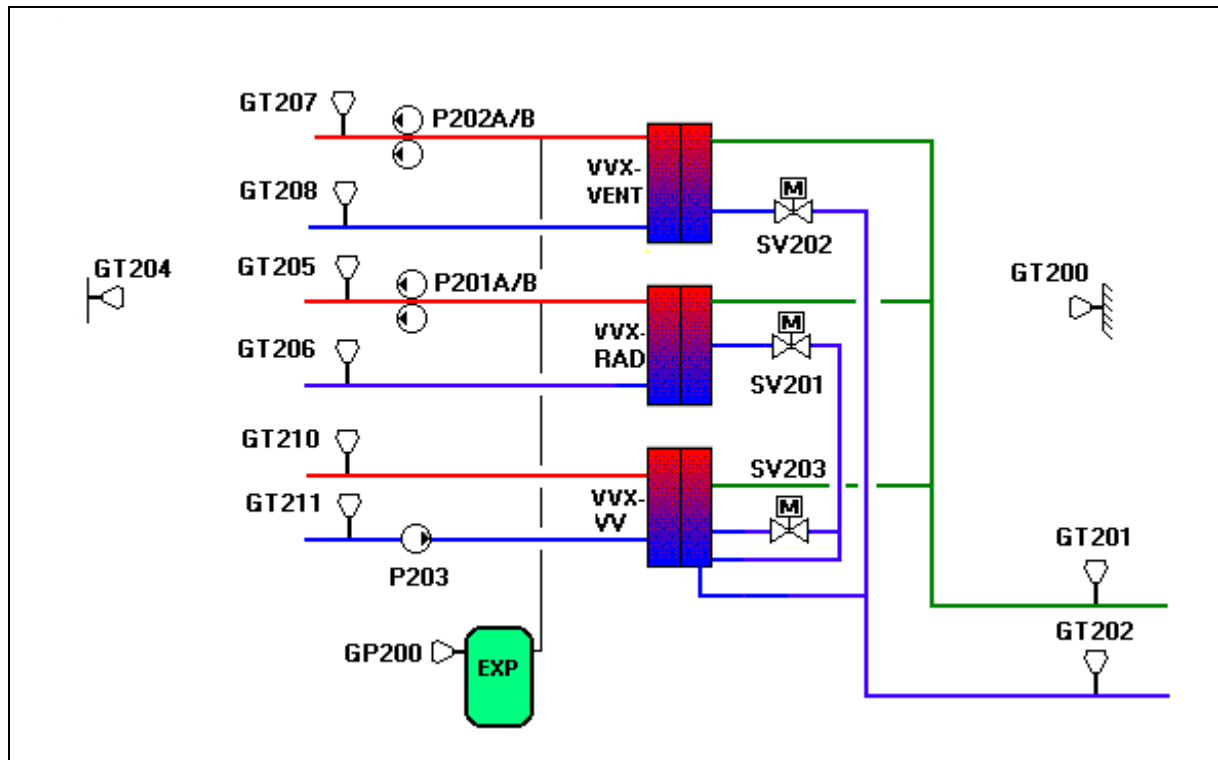 GT207
P202A/B
VVX-
VENT
M
GT208
SV202
GT204
GT205
P201A/B
GT200
VVX-
RAD
M
GT206
SV201
GT210
SV203
GT211
VVX-
VV
M
P203
GT201
GT202
GP200
EXP